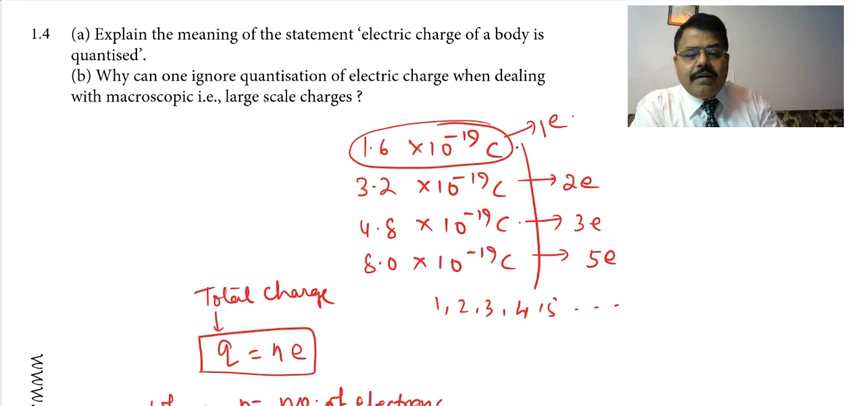 1.4 (a) Explain the meaning of the statement ‘electric charge of a body is
quantised’.
(b) Why can one ignore quantisation of electric charge when dealing
with macroscopic i.e., large scale charges ?
1.6 × 10⁻¹⁹ C → 1e
3.2 × 10⁻¹⁹ C → 2e
4.8 × 10⁻¹⁹ C → 3e
8.0 × 10⁻¹⁹ C → 5e
1, 2, 3, 4, 5 ...
Total charge
↓
q = ne
n = no. of electrons
www.